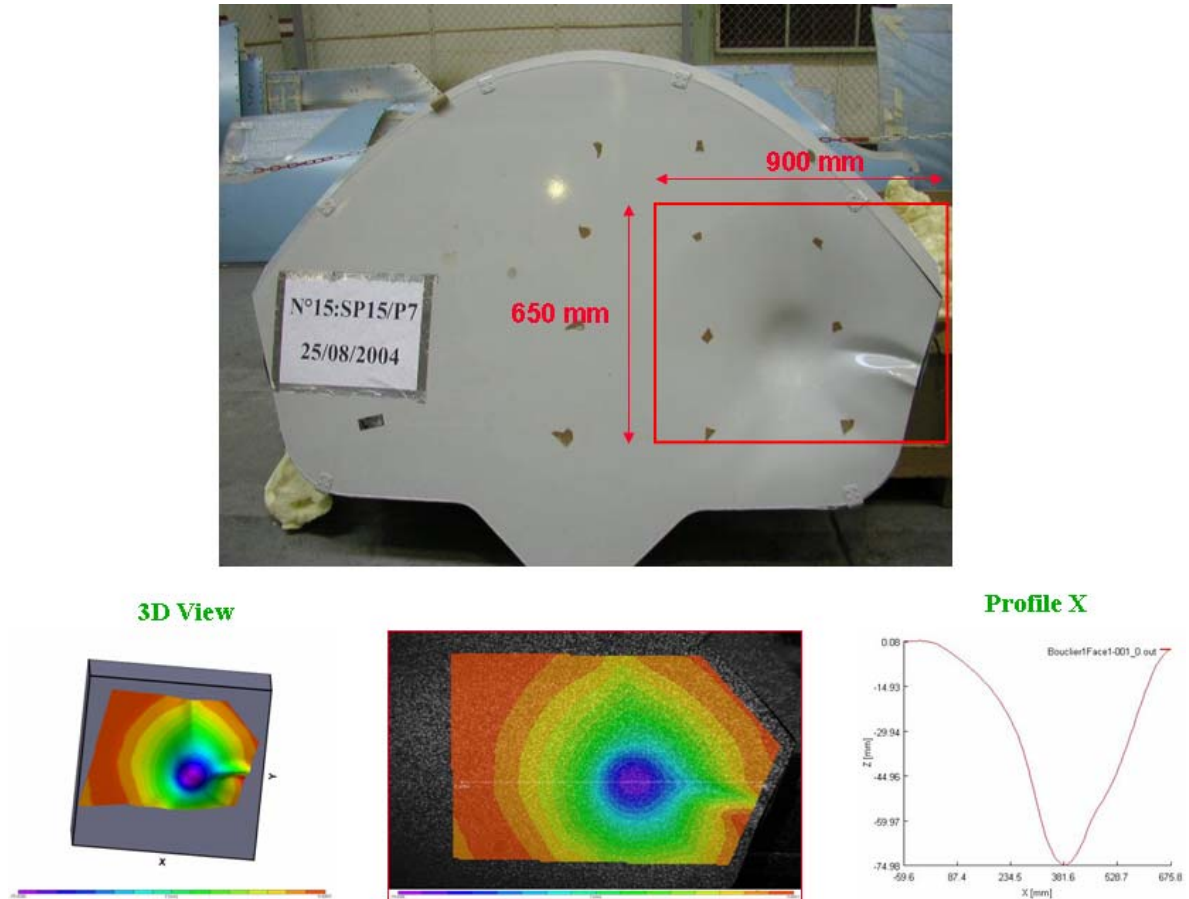 900 mm
650 mm
N°15:SP15/P7
25/08/2004
3D View
Profile X
Y
X
Bouclier1Face1-001_0.out
0.08
-14.93
-29.94
-44.96
-59.97
-74.98
Z [mm]
-59.6 87.4 234.5 381.6 528.7 675.8
X [mm]